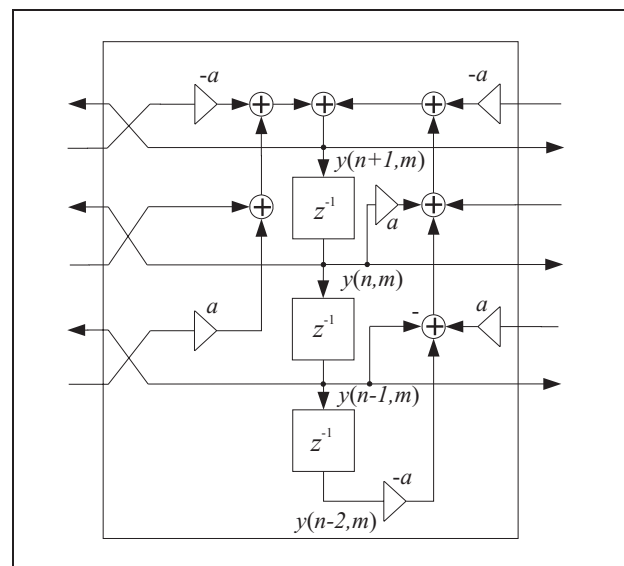 -a -a
y(n+1,m)
z⁻¹
a
y(n,m)
a - a
z⁻¹
y(n-1,m)
z⁻¹
-a
y(n-2,m)